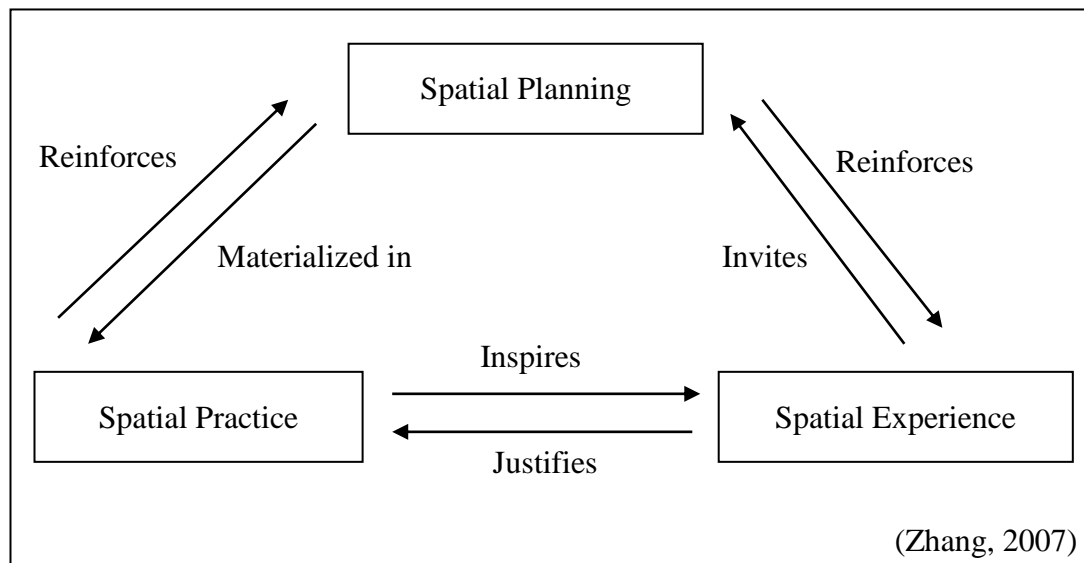 Spatial Planning
Reinforces
Reinforces
Materialized in
Invites
Inspires
Spatial Practice
Spatial Experience
Justifies
(Zhang, 2007)